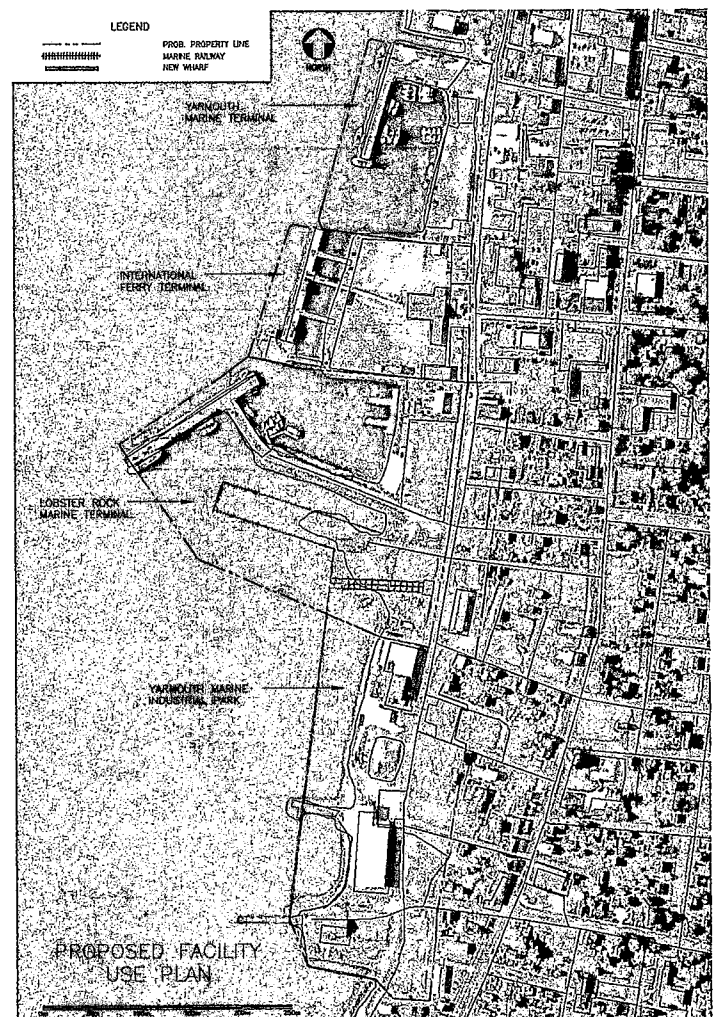 LEGEND
PROB. PROPERTY LINE
MARINE RAILWAY
NEW WHARF
NORTH
YARMOUTH
MARINE TERMINAL
INTERNATIONAL
FERRY TERMINAL
LOBSTER ROCK
MARINE TERMINAL
YARMOUTH MARINE
INDUSTRIAL PARK
PROPOSED FACILITY
USE PLAN